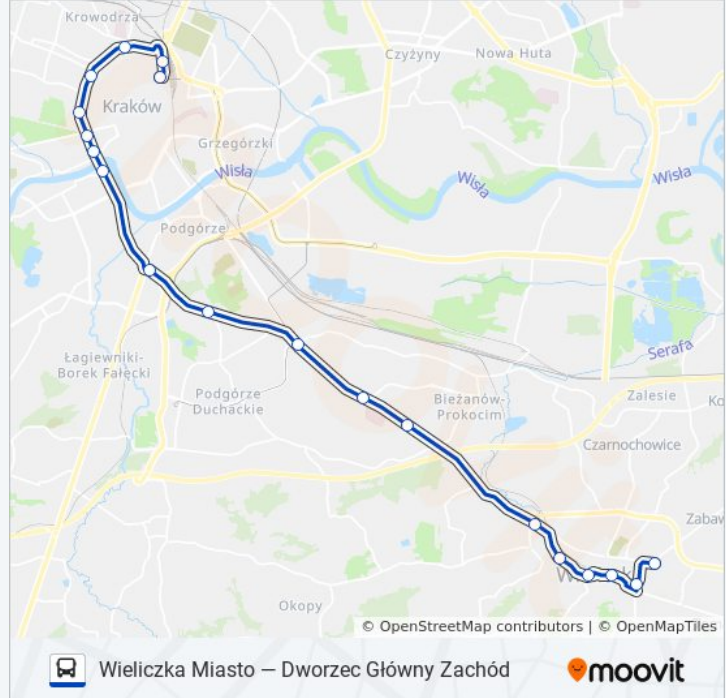 Krowodrza
Czyżyny
Nowa Huta
Kraków
Grzegórzki
Wisła
Wisła
Wisła
Podgórze
Serafa
Łagiewniki-
Borek Fałęcki
Podgórze
Duchackie
Bieżanów-
Prokocim
Zalesie
Ko
Czarnochowice
Zabaw
Okopy
© OpenStreetMap contributors | © OpenMapTiles
Wieliczka Miasto — Dworzec Główny Zachód
moovit